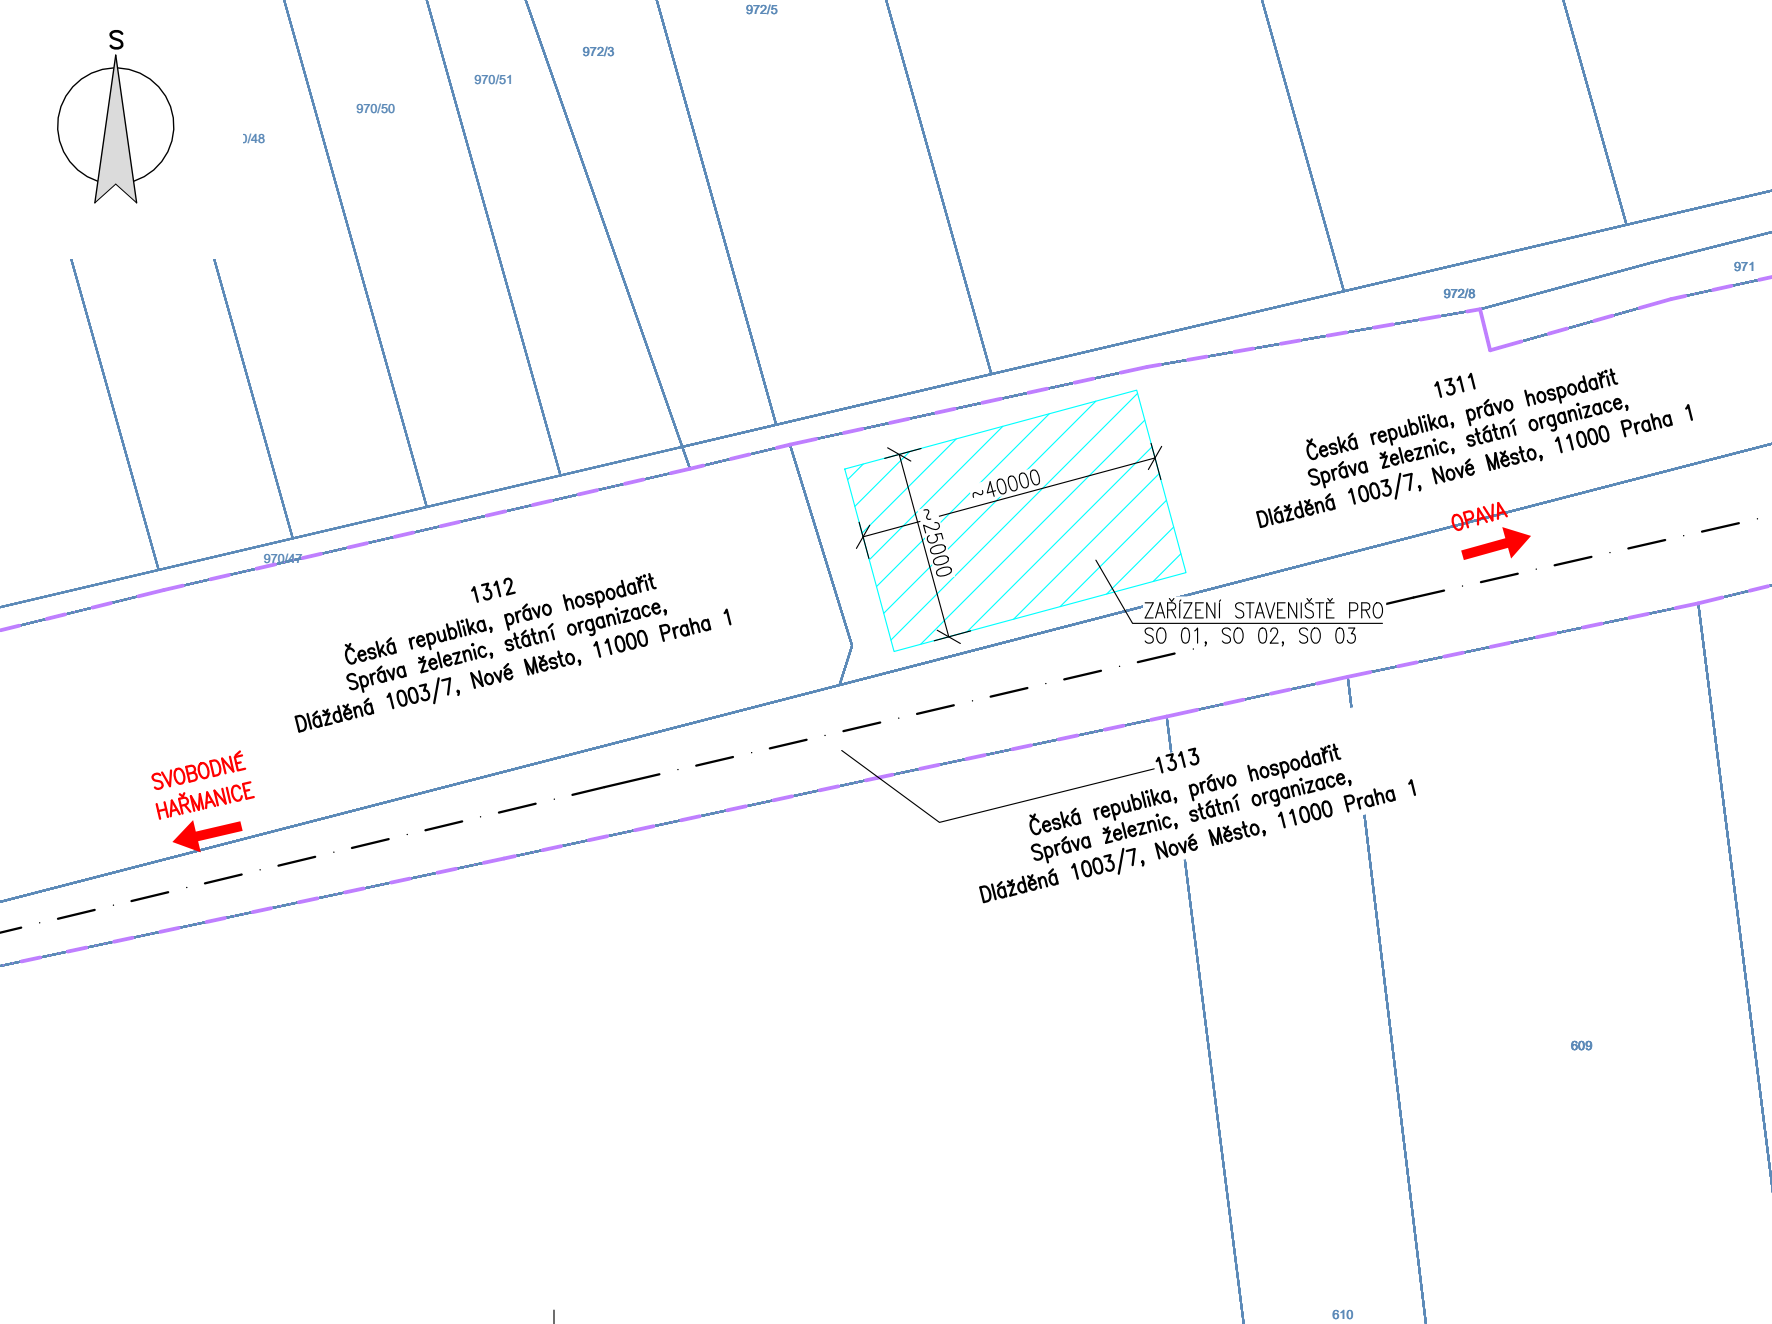 S
972/5
972/3
970/51
970/50
0/48
971
972/8
1311
Česká republika, právo hospodařit
Správa železnic, státní organizace,
Dlážděná 1003/7, Nové Město, 11000 Praha 1
~40000
~25000
OPAVA
970/47
1312
Česká republika, právo hospodařit
Správa železnic, státní organizace,
Dlážděná 1003/7, Nové Město, 11000 Praha 1
ZAŘÍZENÍ STAVENIŠTĚ PRO
SO 01, SO 02, SO 03
SVOBODNÉ
HAŘMANICE
1313
Česká republika, právo hospodařit
Správa železnic, státní organizace,
Dlážděná 1003/7, Nové Město, 11000 Praha 1
609
610